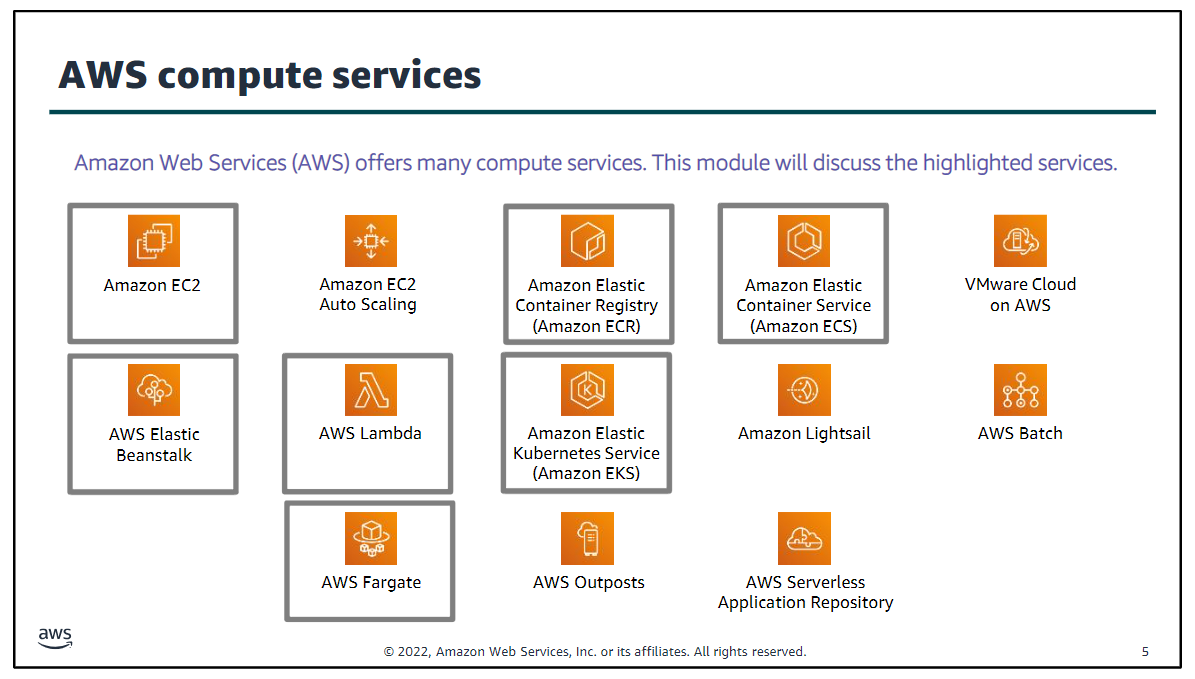 AWS compute services
Amazon Web Services (AWS) offers many compute services. This module will discuss the highlighted services.
Amazon EC2
Amazon EC2
Auto Scaling
Amazon Elastic
Container Registry
(Amazon ECR)
Amazon Elastic
Container Service
(Amazon ECS)
VMware Cloud
on AWS
AWS Elastic
Beanstalk
AWS Lambda
Amazon Elastic
Kubernetes Service
(Amazon EKS)
Amazon Lightsail
AWS Batch
AWS Fargate
AWS Outposts
AWS Serverless
Application Repository
aws
© 2022, Amazon Web Services, Inc. or its affiliates. All rights reserved.
5